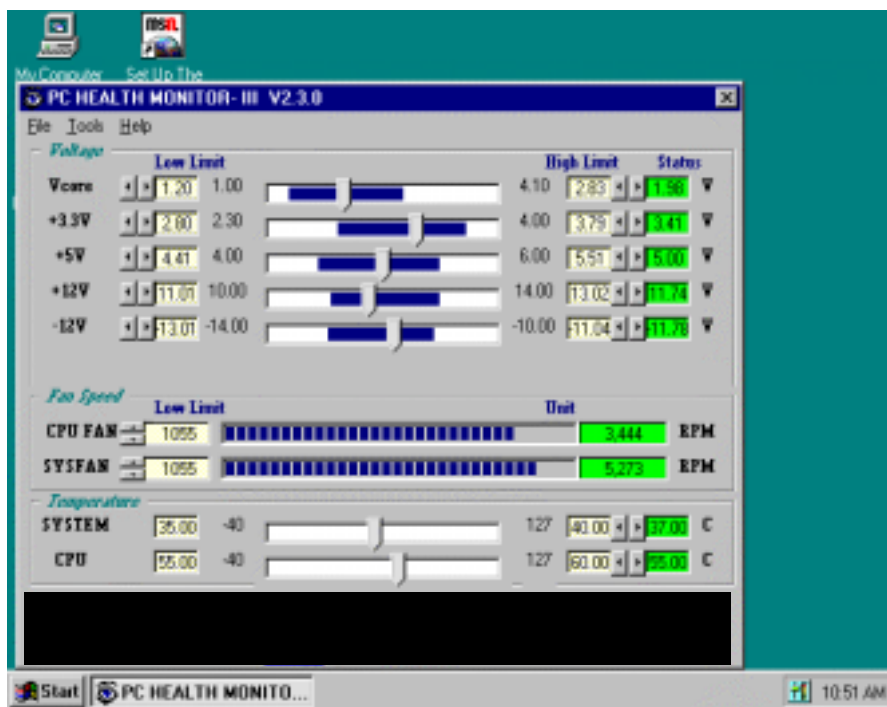 msn.
My Computer Set Up The
PC HEALTH MONITOR- III V2.3.0
File Tools Help
Voltage
Low Limit High Limit Status
Vcore 1.20 1.00 4.10 2.83 1.98 V
+3.3V 2.80 2.30 4.00 3.79 3.41 V
+5V 4.41 4.00 6.00 5.51 5.00 V
+12V 11.01 10.00 14.00 13.02 11.74 V
-12V -13.01 -14.00 -10.00 -11.04 -11.78 V
Fan Speed
Low Limit Unit
CPU FAN 1055 3,444 RPM
SYSFAN 1055 5,273 RPM
Temperature
SYSTEM 35.00 -40 127 40.00 37.00 C
CPU 55.00 -40 127 60.00 55.00 C
Start PC HEALTH MONITO... 10:51 AM